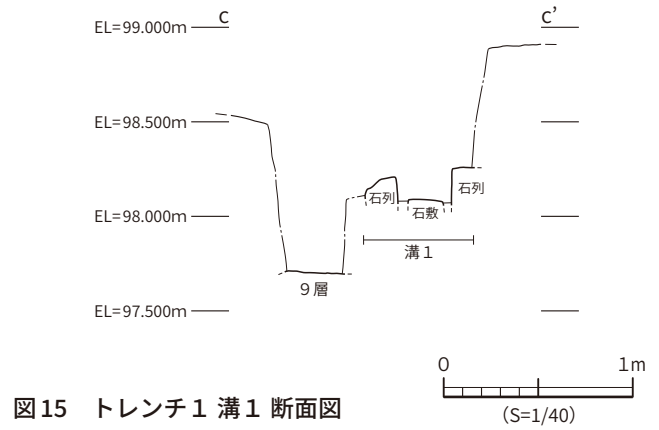 C
C’
EL=99.000m
EL=98.500m
EL=98.000m
EL=97.500m
石列
石敷
石列
溝１
９層
0
1m
（S=1/40）
図15　トレンチ１ 溝１ 断面図